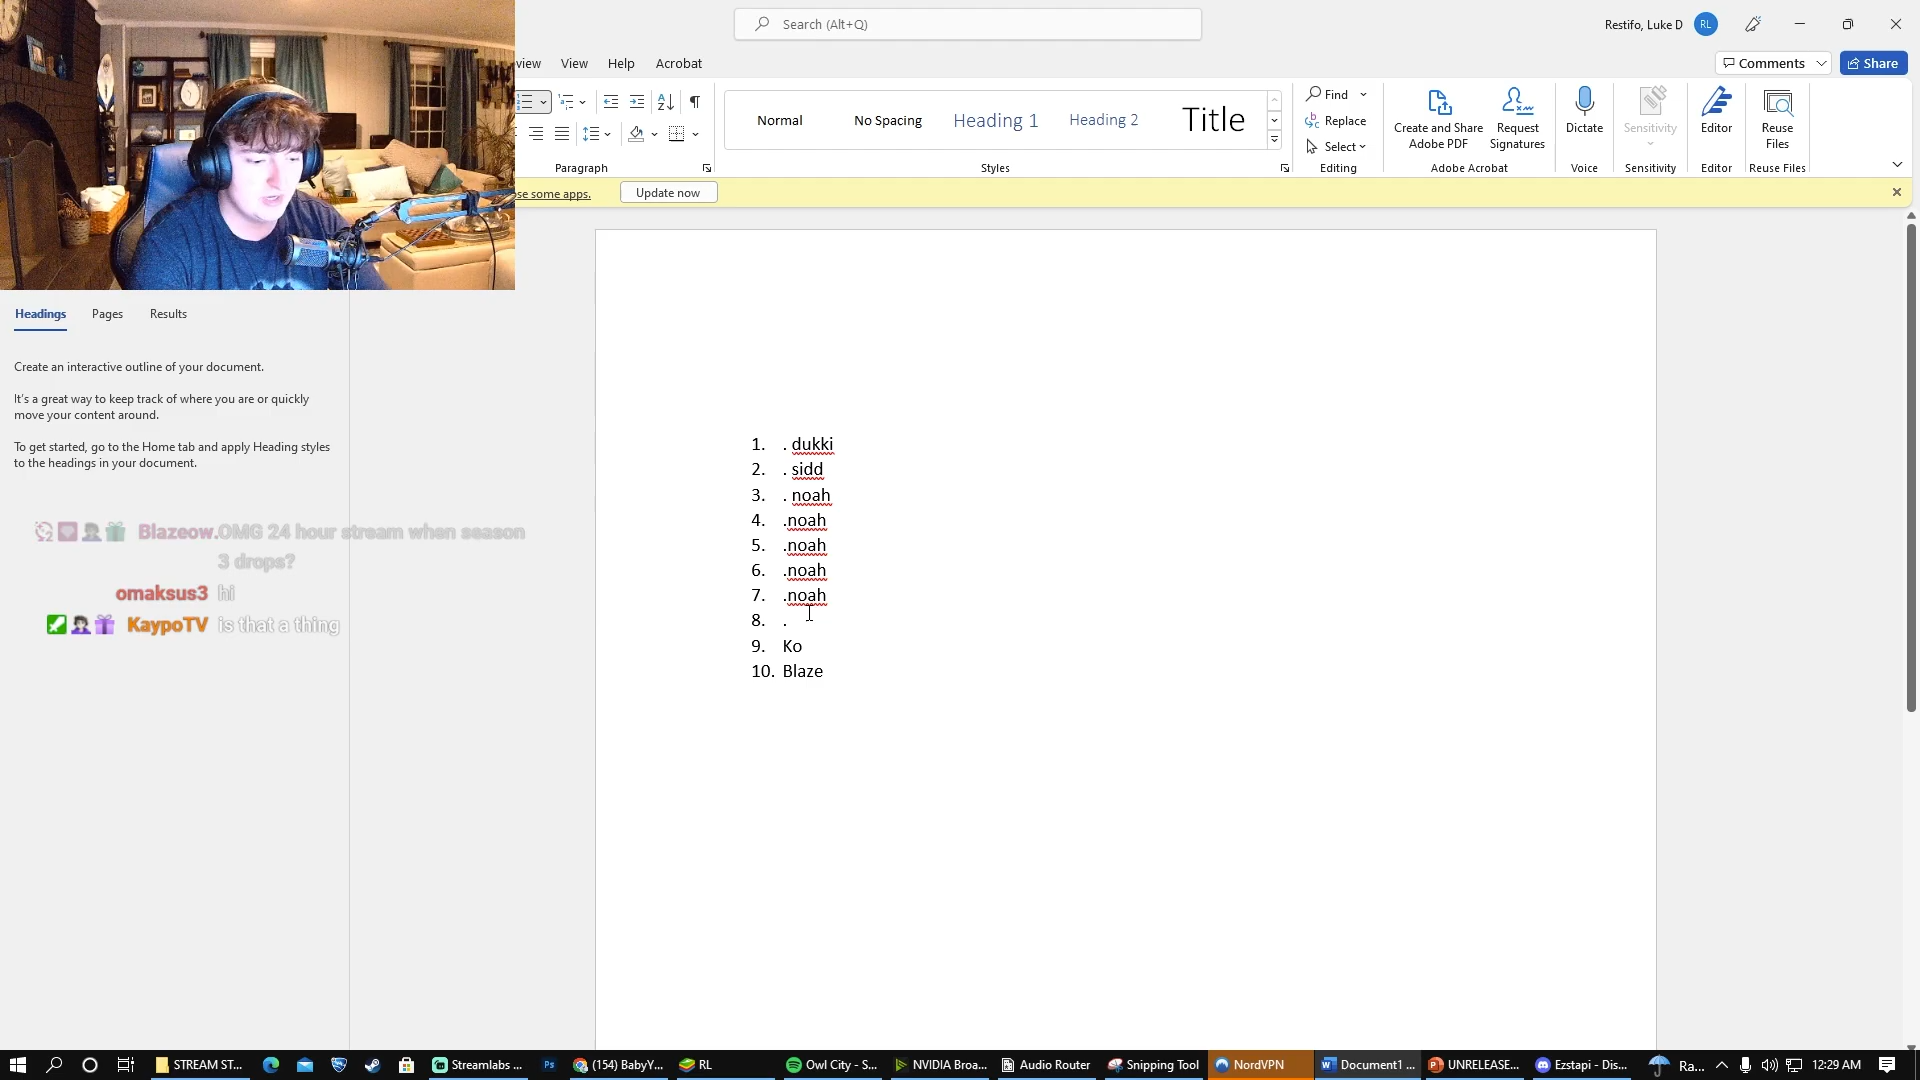 Search (Alt+Q)
Restifo, Luke D
RL
view
View
Help
Acrobat
Comments
Share
Normal
No Spacing
Heading 1
Heading 2
Title
Find
Replace
Select
Create and Share
Adobe PDF
Request
Signatures
Dictate
Sensitivity
Editor
Reuse
Files
Paragraph
Styles
Editing
Adobe Acrobat
Voice
Sensitivity
Editor
Reuse Files
se some apps.
Update now
Headings
Pages
Results
Create an interactive outline of your document.
It's a great way to keep track of where you are or quickly
move your content around.
To get started, go to the Home tab and apply Heading styles
to the headings in your document.
Blazeow. OMG 24 hour stream when season
3 drops?
omaksus3 hi
KaypoTV is that a thing
1. . dukki
2. . sidd
3. . noah
4. .noah
5. .noah
6. .noah
7. .noah
8. .
9. Ko
10. Blaze
STREAM ST...
Streamlabs ...
Ps
(154) BabyY...
RL
Owl City - S...
NVIDIA Broa...
Audio Router
Snipping Tool
NordVPN
Document1 ...
UNRELEASE...
Ezstapi - Dis...
Ra...
12:29 AM